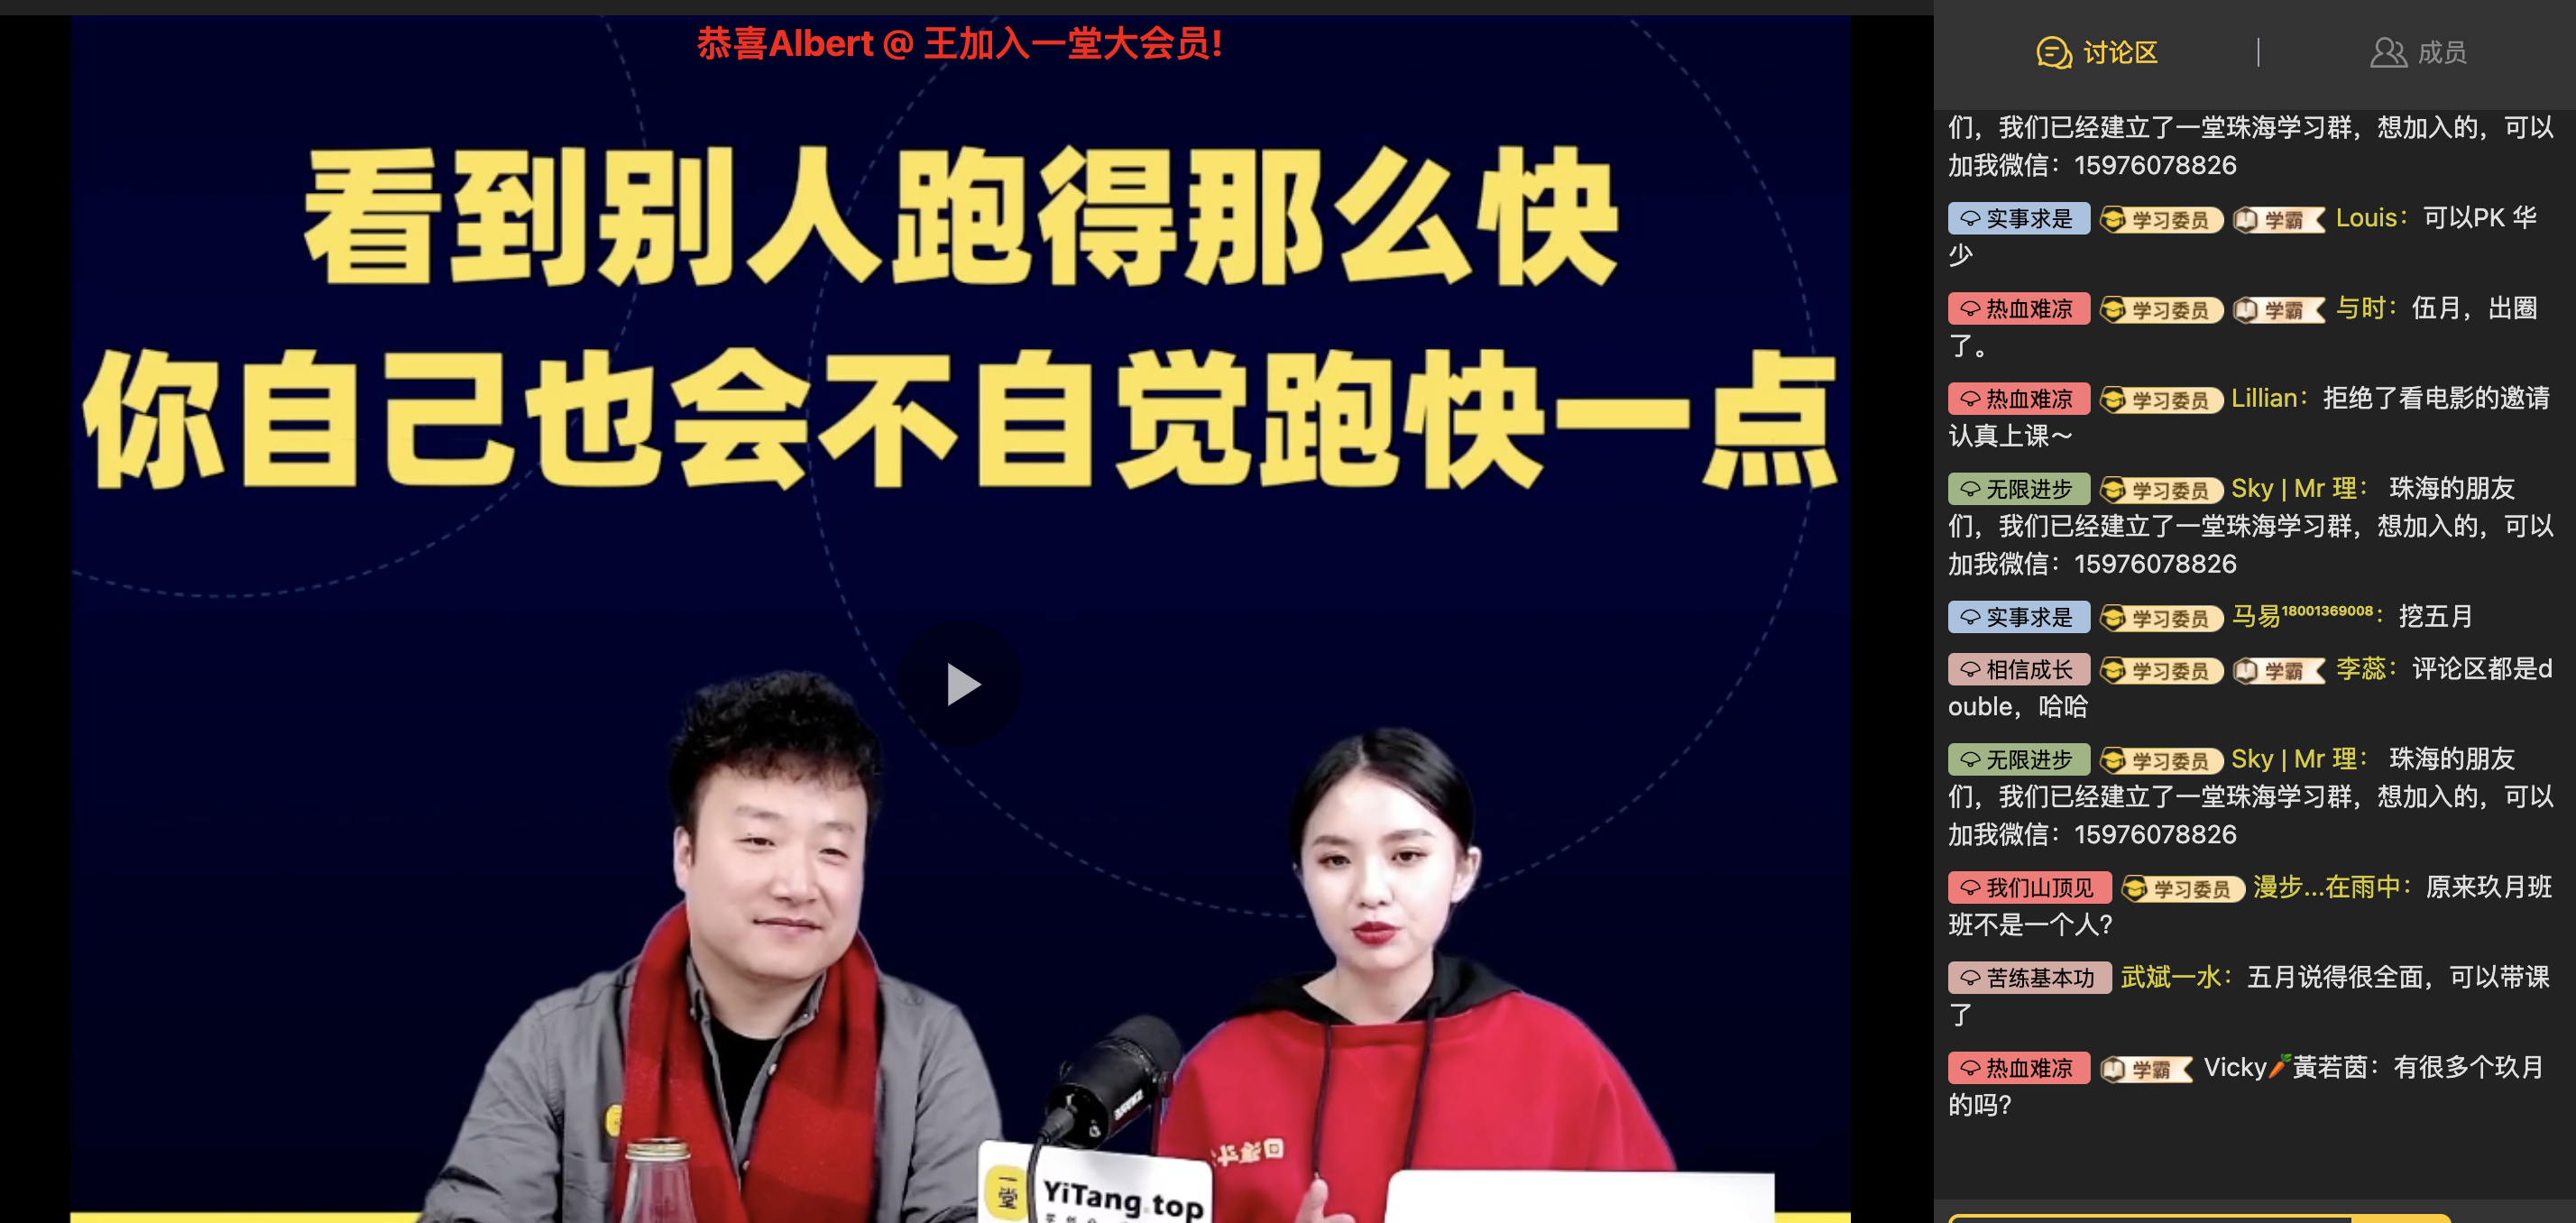 恭喜Albert @ 王加入一堂大会员!
看到别人跑得那么快
你自己也会不自觉跑快一点
一堂
YiTang.top
讨论区
成员
们，我们已经建立了一堂珠海学习群，想加入的，可以
加我微信：15976078826
实事求是 学习委员 学霸 Louis：可以PK 华
少
热血难凉 学习委员 学霸 与时：伍月，出圈
了。
热血难凉 学习委员 Lillian：拒绝了看电影的邀请
认真上课～
无限进步 学习委员 Sky | Mr 理： 珠海的朋友
们，我们已经建立了一堂珠海学习群，想加入的，可以
加我微信：15976078826
实事求是 学习委员 马易¹⁸⁰⁰¹³⁶⁹⁰⁰⁸：挖五月
相信成长 学习委员 学霸 李蕊：评论区都是d
ouble，哈哈
无限进步 学习委员 Sky | Mr 理： 珠海的朋友
们，我们已经建立了一堂珠海学习群，想加入的，可以
加我微信：15976078826
我们山顶见 学习委员 漫步...在雨中：原来玖月班
班不是一个人?
苦练基本功 武斌一水：五月说得很全面，可以带课
了
热血难凉 学霸 Vicky🥕黃若茵：有很多个玖月
的吗?